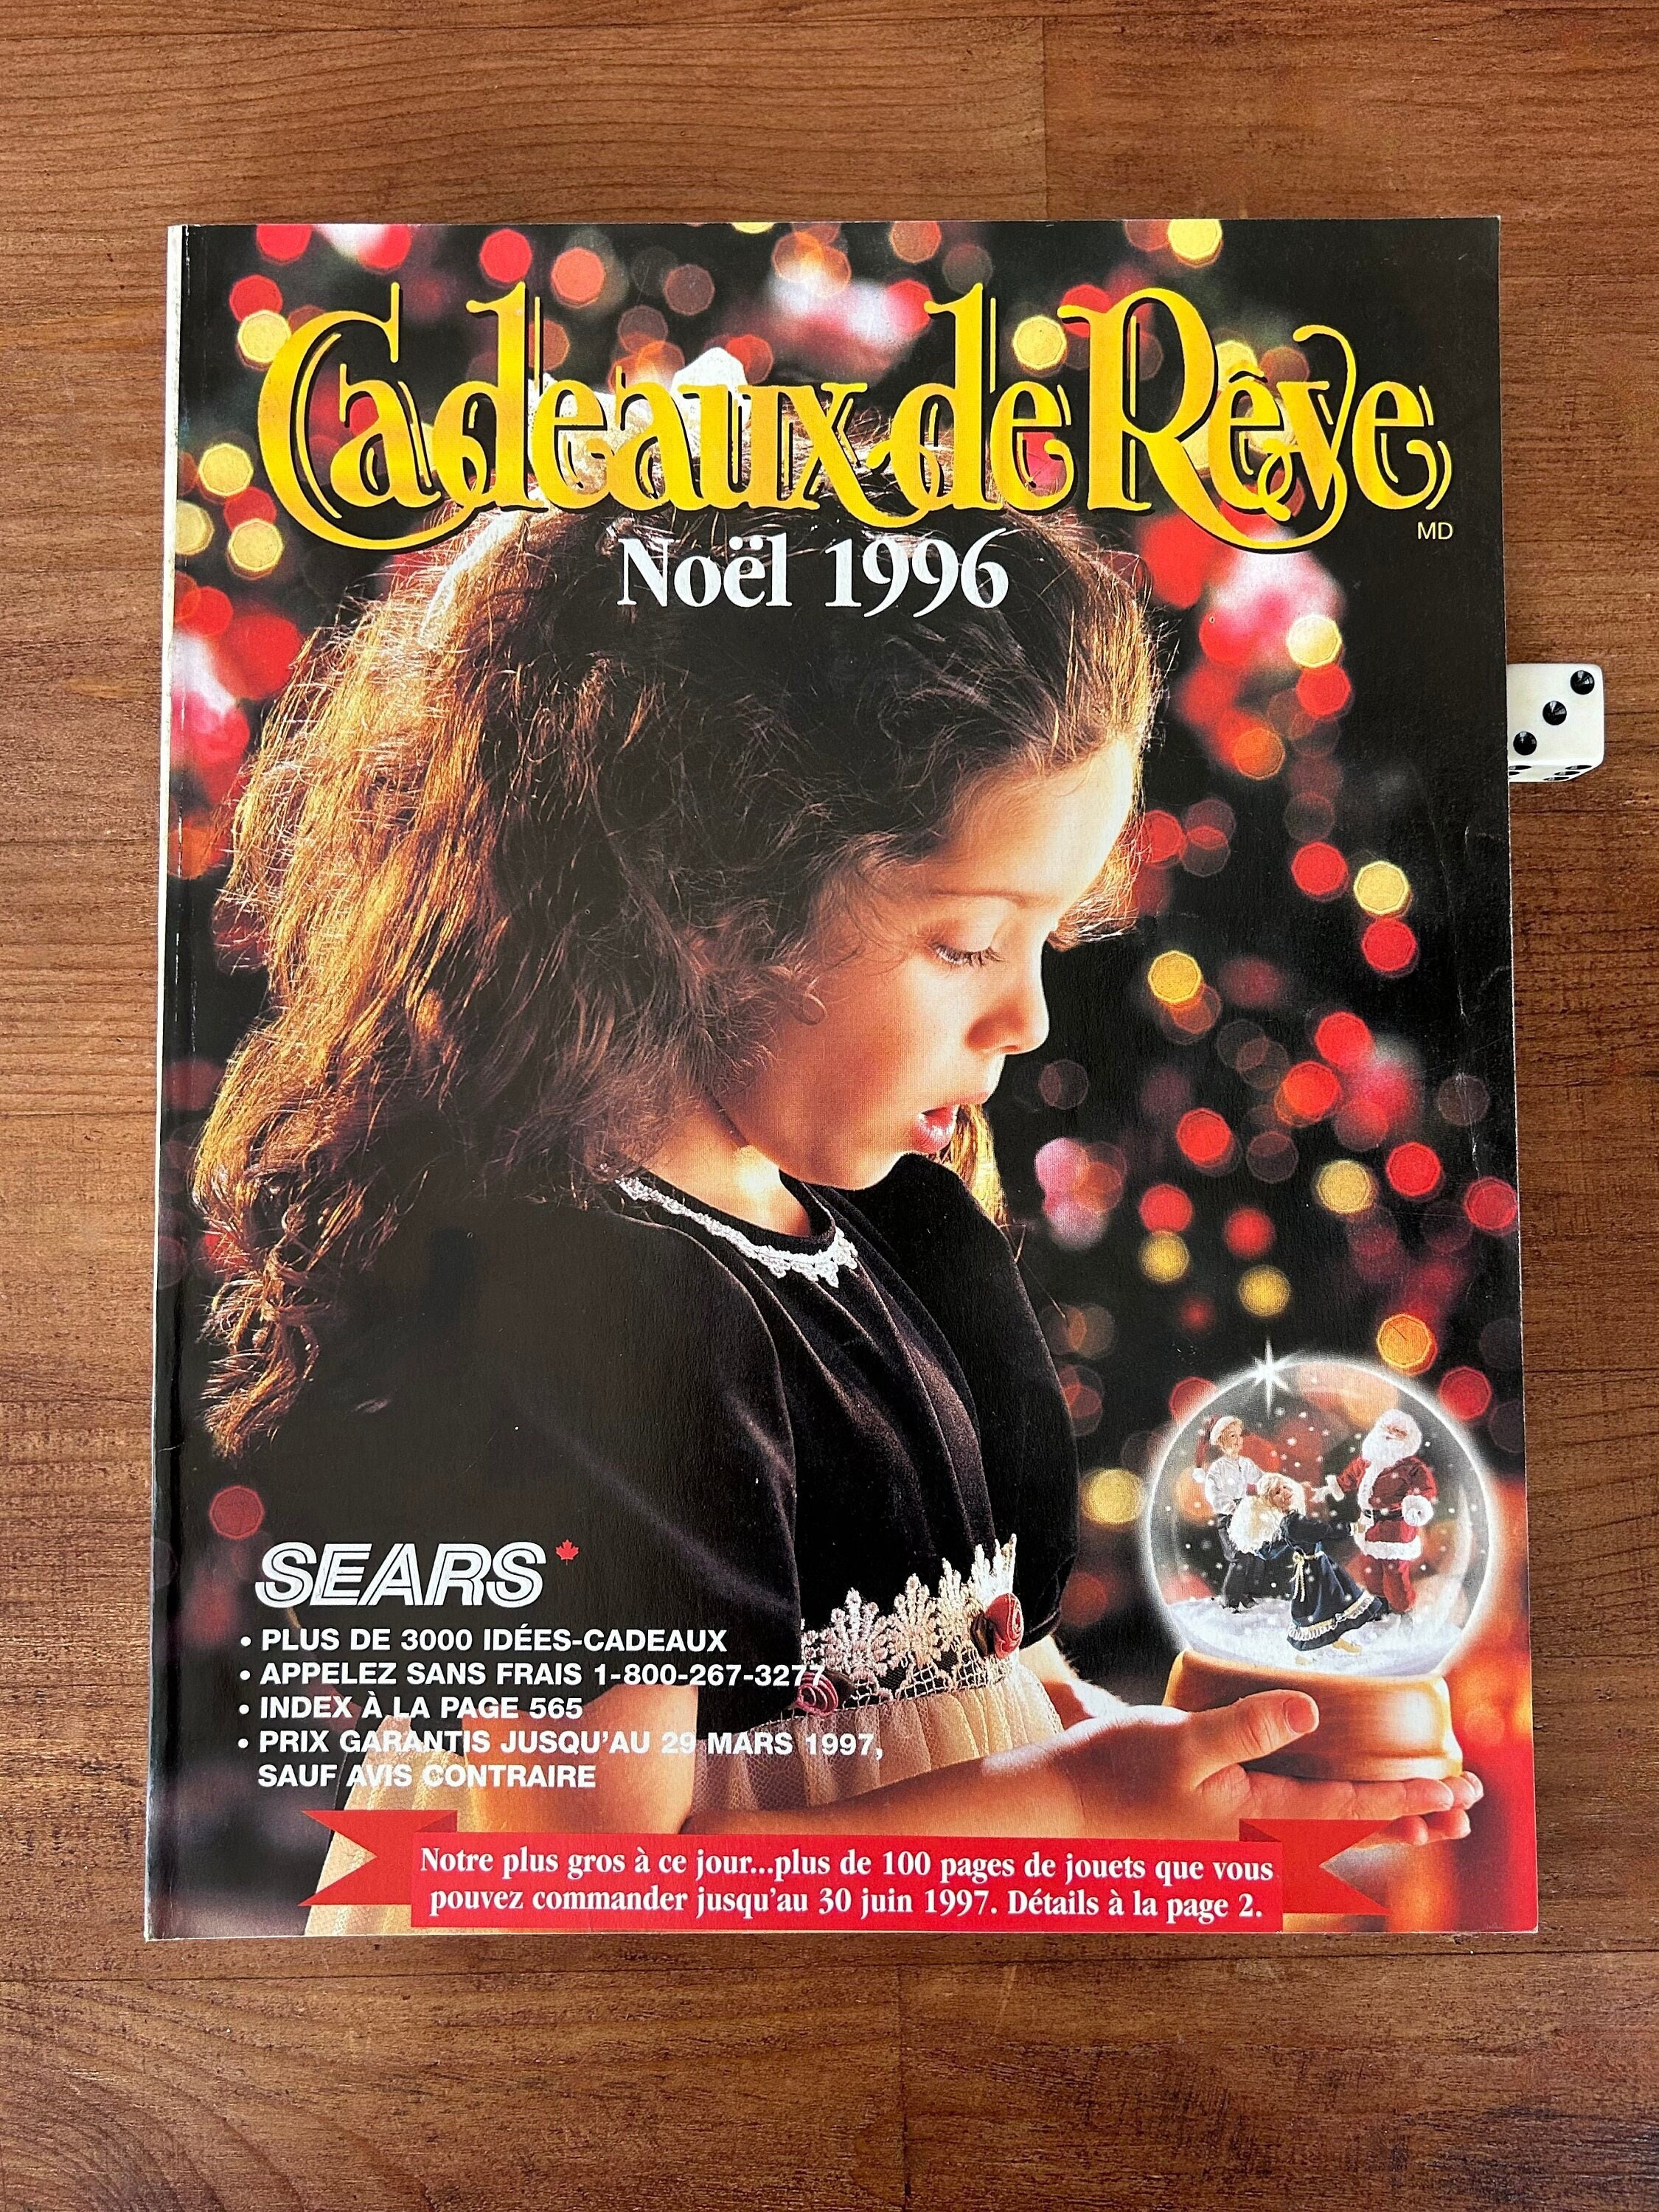 Cadeaux de Rêve
MD
Noël 1996
SEARS
• PLUS DE 3000 IDÉES-CADEAUX
• APPELEZ SANS FRAIS 1-800-267-3277
• INDEX À LA PAGE 565
• PRIX GARANTIS JUSQU'AU 29 MARS 1997,
SAUF AVIS CONTRAIRE
Notre plus gros à ce jour...plus de 100 pages de jouets que vous
pouvez commander jusqu'au 30 juin 1997. Détails à la page 2.